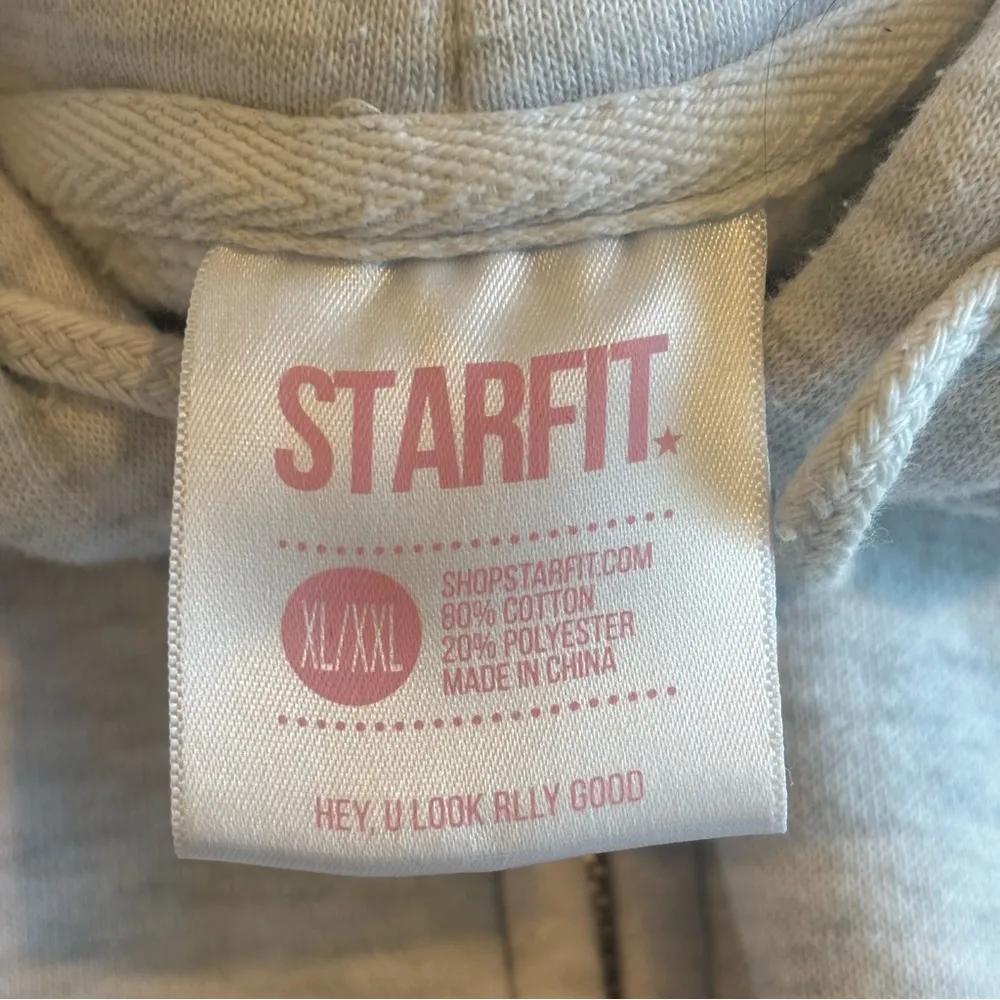 STARFIT.
XL/XXL
SHOPSTARFIT.COM
80% COTTON
20% POLYESTER
MADE IN CHINA
HEY, U LOOK RLLY GOOD